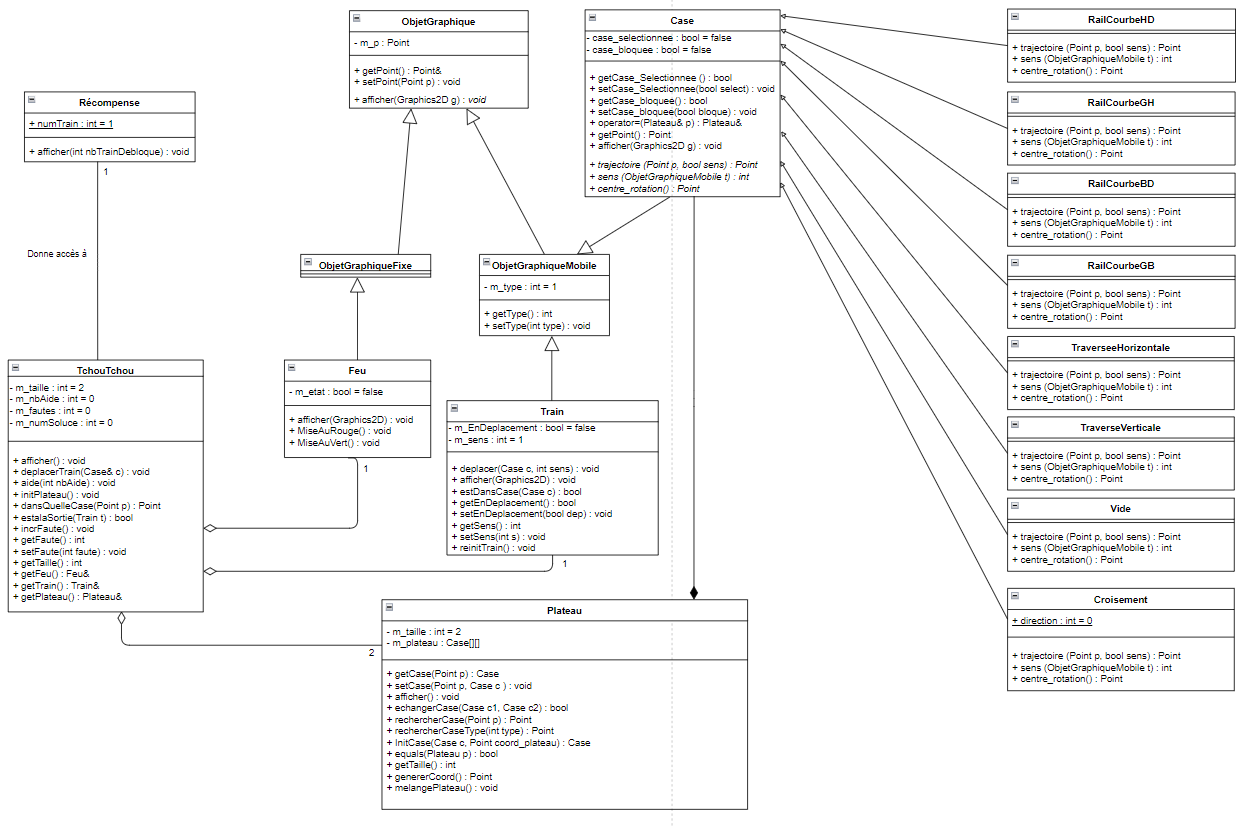 ObjetGraphique
- m_p : Point
+ getPoint() : Point&
+ setPoint(Point p) : void
+ afficher(Graphics2D g) : void
Case
- case_selectionnee : bool = false
- case_bloquee : bool = false
+ getCase_Selectionnee () : bool
+ setCase_Selectionnee(bool select) : void
+ getCase_bloquee() : bool
+ setCase_bloquee(bool bloque) : void
+ operator=(Plateau& p) : Plateau&
+ getPoint() : Point
+ afficher(Graphics2D g) : void
+ trajectoire (Point p, bool sens) : Point
+ sens (ObjetGraphiqueMobile t) : int
+ centre_rotation() : Point
RailCourbeHD
+ trajectoire (Point p, bool sens) : Point
+ sens (ObjetGraphiqueMobile t) : int
+ centre_rotation() : Point
RailCourbeGH
+ trajectoire (Point p, bool sens) : Point
+ sens (ObjetGraphiqueMobile t) : int
+ centre_rotation() : Point
RailCourbeBD
+ trajectoire (Point p, bool sens) : Point
+ sens (ObjetGraphiqueMobile t) : int
+ centre_rotation() : Point
RailCourbeGB
+ trajectoire (Point p, bool sens) : Point
+ sens (ObjetGraphiqueMobile t) : int
+ centre_rotation() : Point
TraverseeHorizontale
+ trajectoire (Point p, bool sens) : Point
+ sens (ObjetGraphiqueMobile t) : int
+ centre_rotation() : Point
TraverseVerticale
+ trajectoire (Point p, bool sens) : Point
+ sens (ObjetGraphiqueMobile t) : int
+ centre_rotation() : Point
Vide
+ trajectoire (Point p, bool sens) : Point
+ sens (ObjetGraphiqueMobile t) : int
+ centre_rotation() : Point
Croisement
+ direction : int = 0
+ trajectoire (Point p, bool sens) : Point
+ sens (ObjetGraphiqueMobile t) : int
+ centre_rotation() : Point
Récompense
+ numTrain : int = 1
+ afficher(int nbTrainDebloque) : void
1
Donne accès à
ObjetGraphiqueFixe
ObjetGraphiqueMobile
- m_type : int = 1
+ getType() : int
+ setType(int type) : void
TchouTchou
- m_taille : int = 2
- m_nbAide : int = 0
- m_fautes : int = 0
- m_numSoluce : int = 0
+ afficher() : void
+ deplacerTrain(Case& c) : void
+ aide(int nbAide) : void
+ initPlateau() : void
+ dansQuelleCase(Point p) : Point
+ estalaSortie(Train t) : bool
+ incrFaute() : void
+ getFaute() : int
+ setFaute(int faute) : void
+ getTaille() : int
+ getFeu() : Feu&
+ getTrain() : Train&
+ getPlateau() : Plateau&
Feu
- m_etat : bool = false
+ afficher(Graphics2D) : void
+ MiseAuRouge() : void
+ MiseAuVert() : void
1
Train
- m_EnDeplacement : bool = false
- m_sens : int = 1
+ deplacer(Case c, int sens) : void
+ afficher(Graphics2D) : void
+ estDansCase(Case c) : bool
+ getEnDeplacement() : bool
+ setEnDeplacement(bool dep) : void
+ getSens() : int
+ setSens(int s) : void
+ reinitTrain() : void
1
2
Plateau
- m_taille : int = 2
- m_plateau : Case[][]
+ getCase(Point p) : Case
+ setCase(Point p, Case c ) : void
+ afficher() : void
+ echangerCase(Case c1, Case c2) : bool
+ rechercherCase(Point p) : Point
+ rechercherCaseType(int type) : Point
+ InitCase(Case c, Point coord_plateau) : Case
+ equals(Plateau p) : bool
+ getTaille() : int
+ genererCoord() : Point
+ melangePlateau() : void